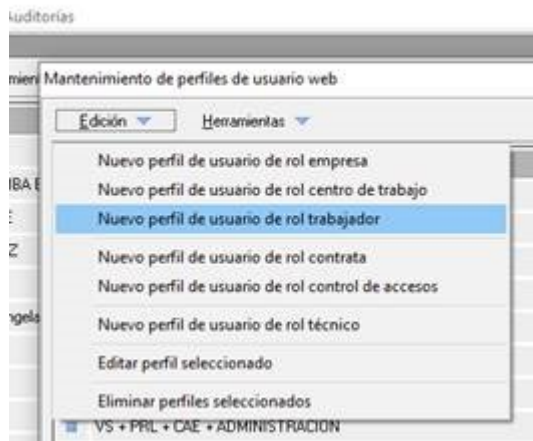 Auditorías
Mantenimiento de perfiles de usuario web
Edición
Herramientas
Nuevo perfil de usuario de rol empresa
Nuevo perfil de usuario de rol centro de trabajo
Nuevo perfil de usuario de rol trabajador
Nuevo perfil de usuario de rol contrata
Nuevo perfil de usuario de rol control de accesos
Nuevo perfil de usuario de rol técnico
Editar perfil seleccionado
Eliminar perfiles seleccionados
VS + PRL + CAE + ADMINISTRACION